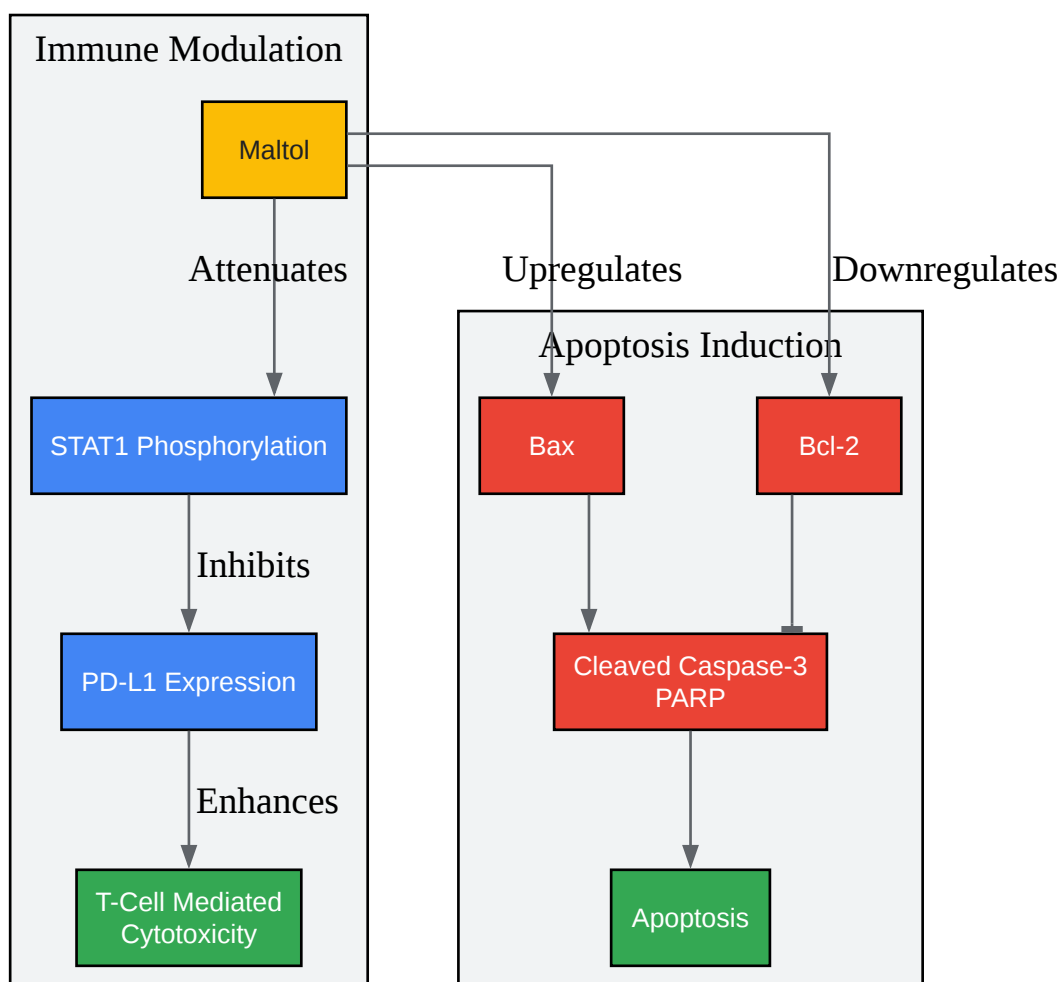 Immune Modulation
Maltol
Attenuates
Upregulates
Downregulates
Apoptosis Induction
STAT1 Phosphorylation
Bax
Bcl-2
Inhibits
PD-L1 Expression
Cleaved Caspase-3
PARP
Enhances
T-Cell Mediated
Cytotoxicity
Apoptosis